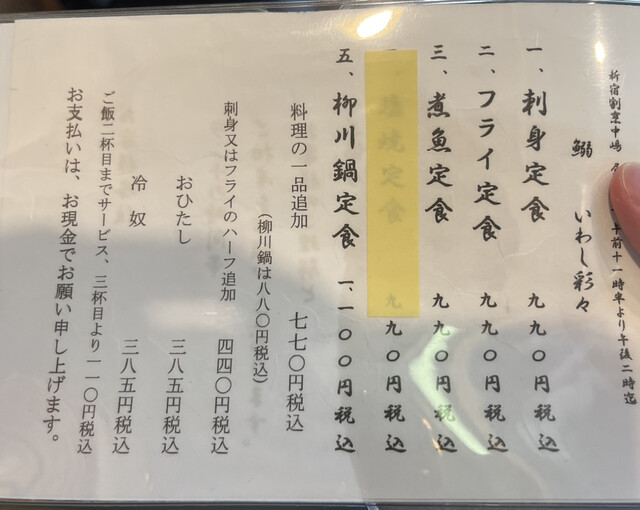 新宿割烹中嶋
午前十一時半より午後二時迄
鰯 いわし彩々
一、刺身定食 九九〇円税込
二、フライ定食 九九〇円税込
三、煮魚定食 九九〇円税込
塩焼定食 九九〇円税込
五、柳川鍋定食 一、一〇〇円税込
料理の一品追加 七七〇円税込
(柳川鍋は八八〇円税込)
刺身又はフライのハーフ追加 四四〇円税込
おひたし 三八五円税込
冷奴 三八五円税込
ご飯二杯目までサービス、三杯目より一一〇円税込
お支払いは、お現金でお願い申し上げます。